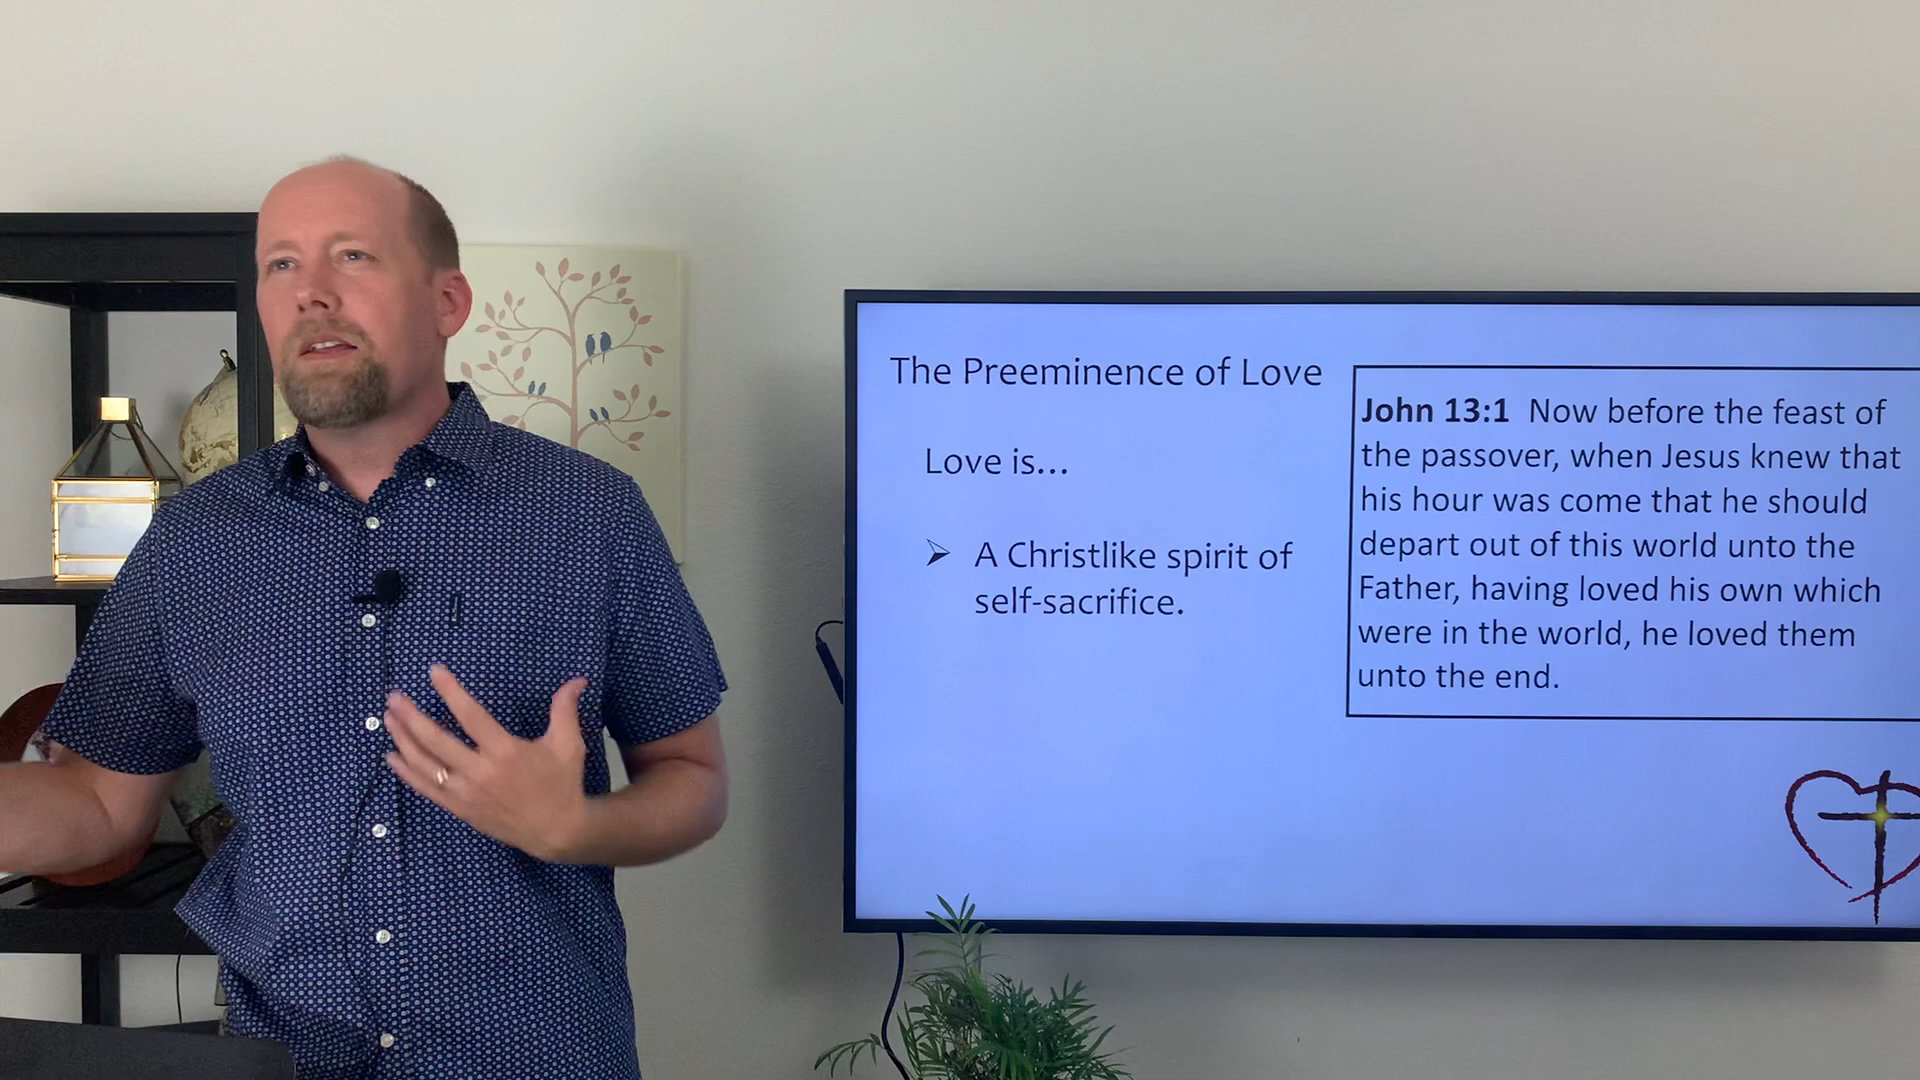 The Preeminence of Love
Love is...
➢ A Christlike spirit of
self-sacrifice.
John 13:1 Now before the feast of
the passover, when Jesus knew that
his hour was come that he should
depart out of this world unto the
Father, having loved his own which
were in the world, he loved them
unto the end.